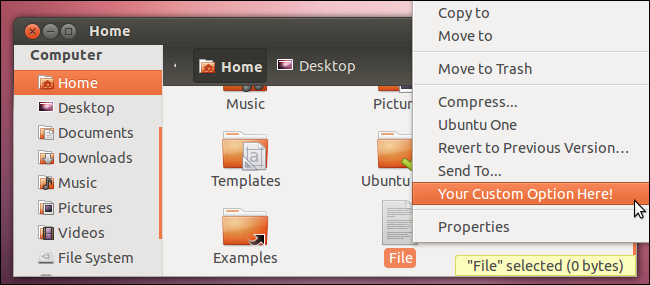 Home
Computer
Home
Desktop
Documents
Downloads
Music
Pictures
Videos
File System
Home
Desktop
Music
Pictur
Templates
Ubuntu
Examples
File
Copy to
Move to
Move to Trash
Compress...
Ubuntu One
Revert to Previous Version...
Send To...
Your Custom Option Here!
Properties
"File" selected (0 bytes)